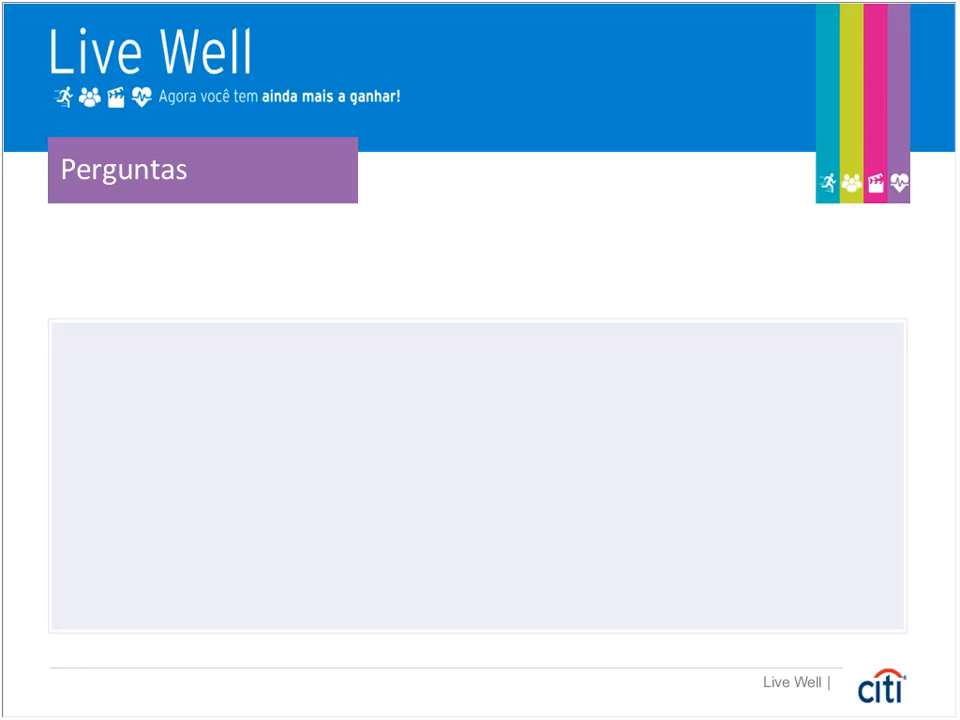 Live Well
Agora você tem ainda mais a ganhar!
Perguntas
Live Well |
citi